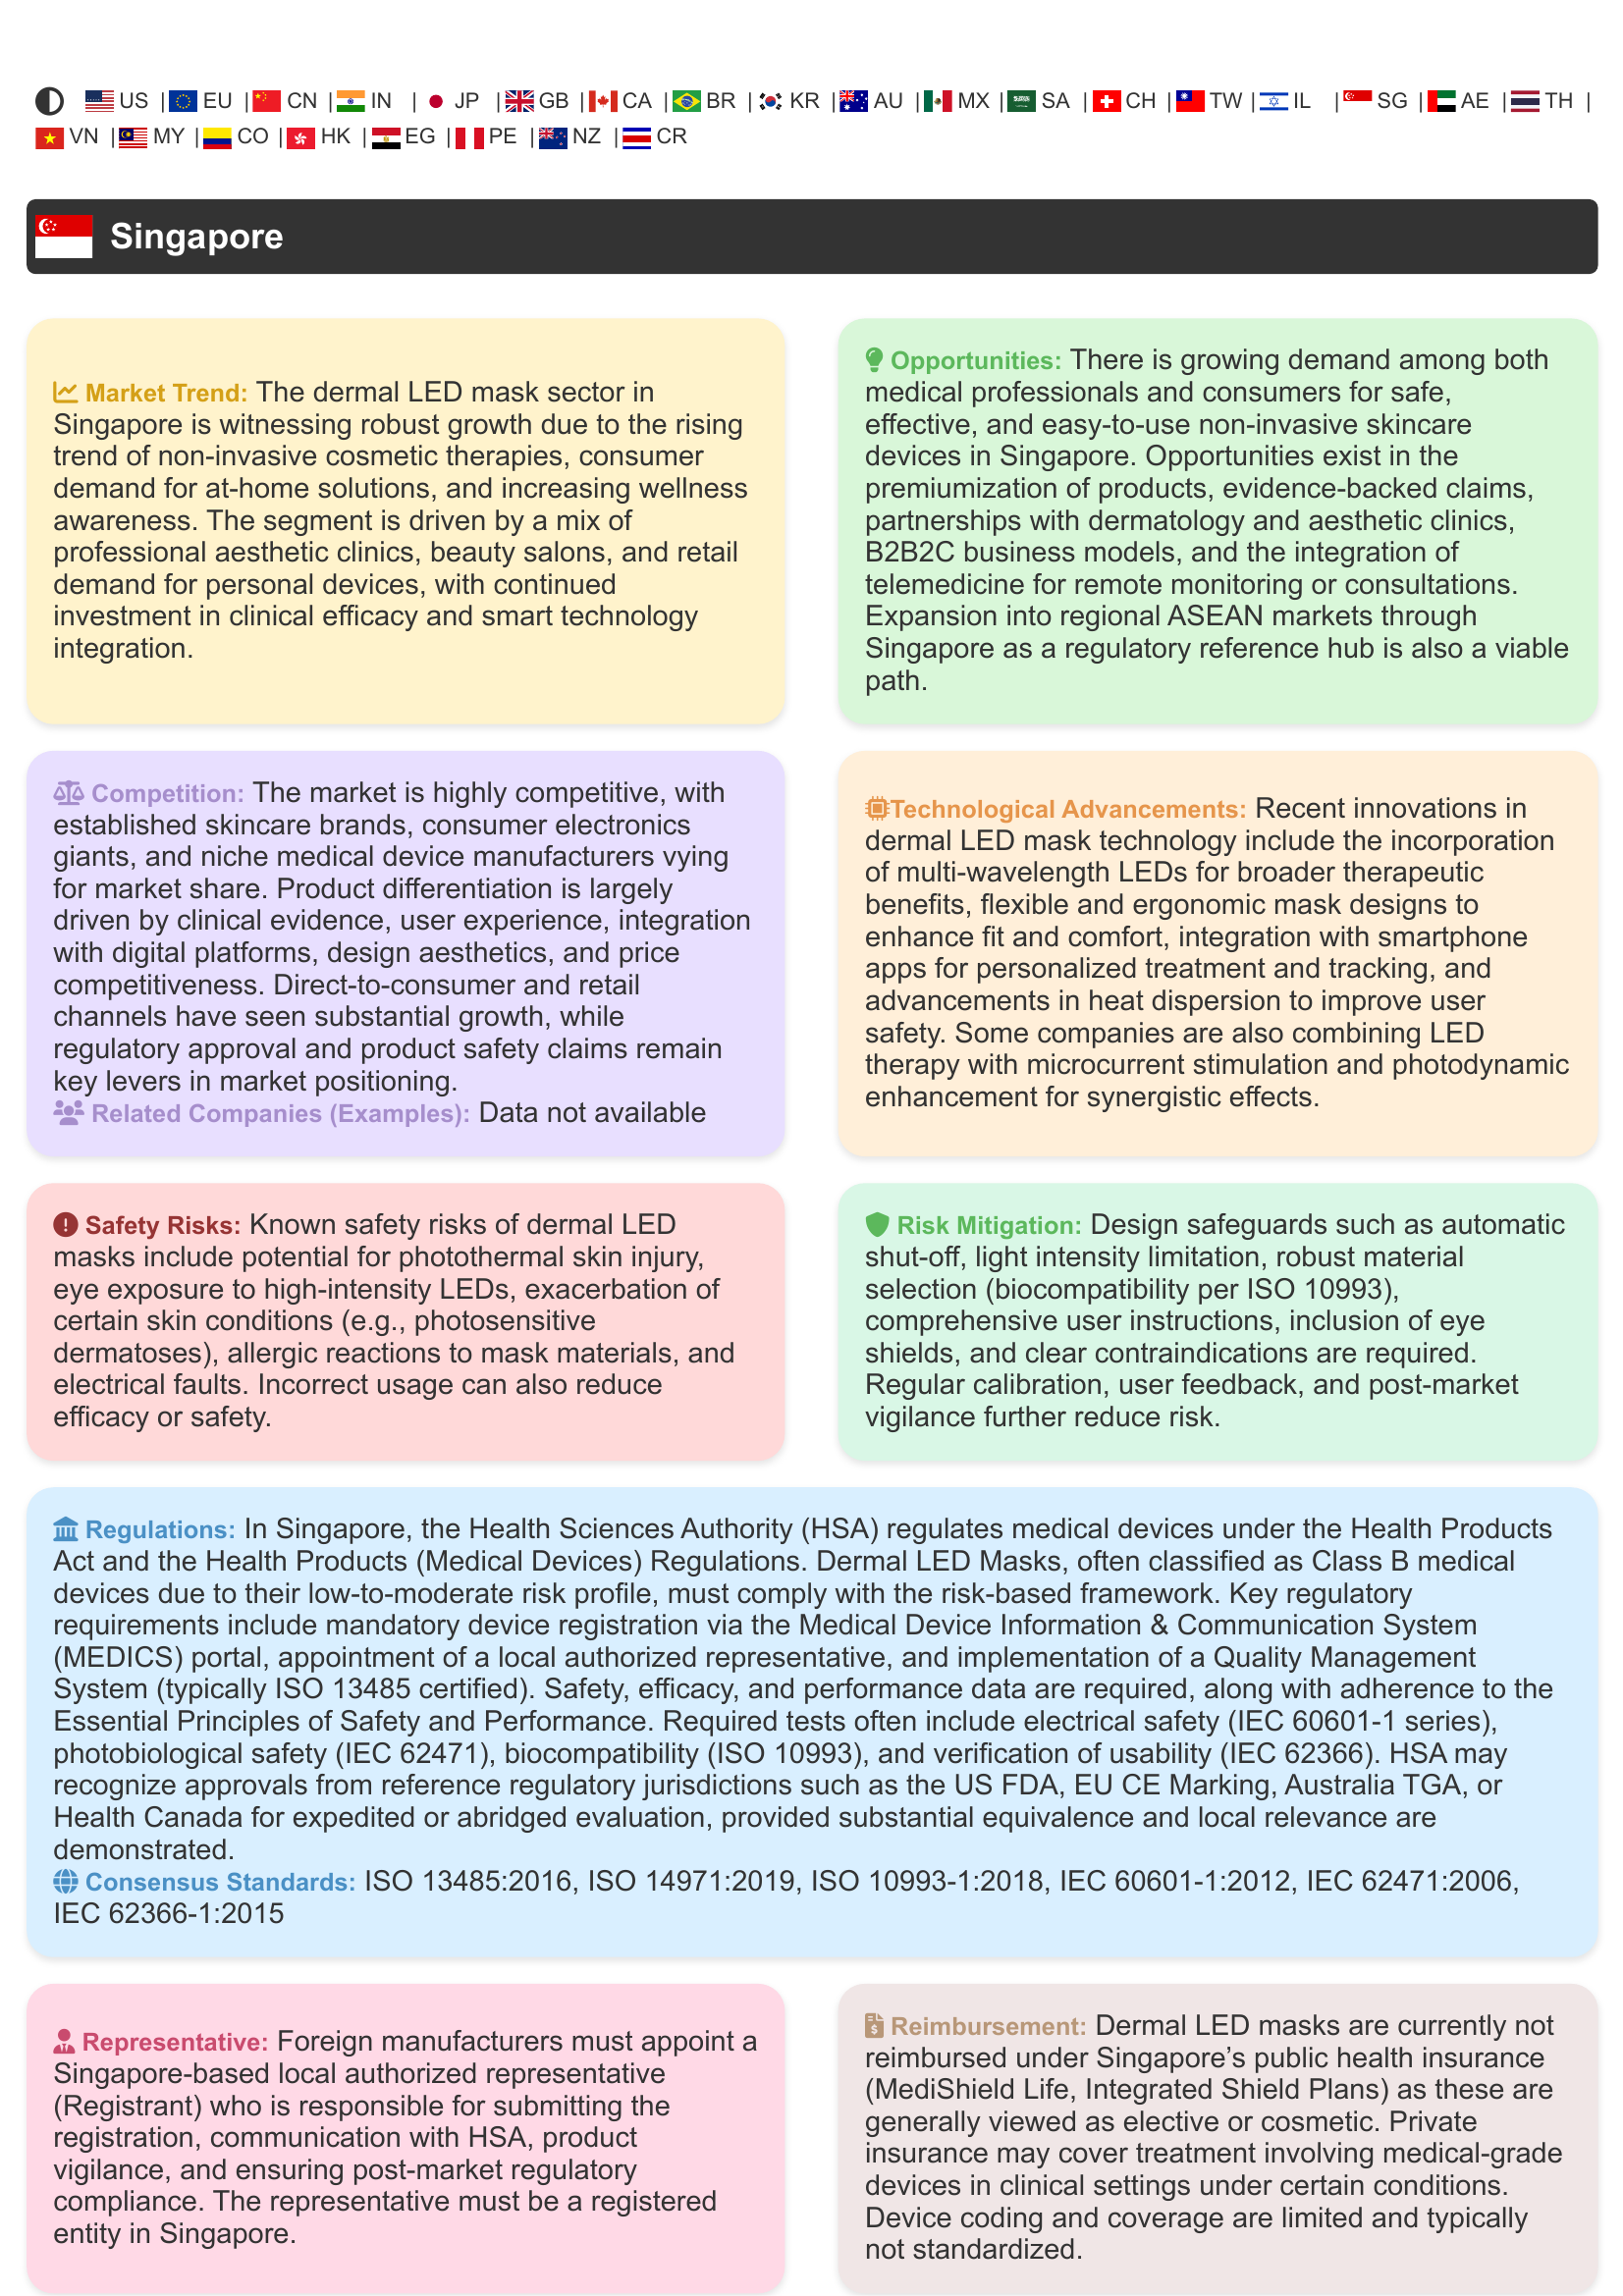 US | EU | CN | IN | JP | GB | CA | BR | KR | AU | MX | SA | CH | TW | IL | SG | AE | TH |
VN | MY | CO | HK | EG | PE | NZ | CR
Singapore
Market Trend: The dermal LED mask sector in
Singapore is witnessing robust growth due to the rising
trend of non-invasive cosmetic therapies, consumer
demand for at-home solutions, and increasing wellness
awareness. The segment is driven by a mix of
professional aesthetic clinics, beauty salons, and retail
demand for personal devices, with continued
investment in clinical efficacy and smart technology
integration.
Opportunities: There is growing demand among both
medical professionals and consumers for safe,
effective, and easy-to-use non-invasive skincare
devices in Singapore. Opportunities exist in the
premiumization of products, evidence-backed claims,
partnerships with dermatology and aesthetic clinics,
B2B2C business models, and the integration of
telemedicine for remote monitoring or consultations.
Expansion into regional ASEAN markets through
Singapore as a regulatory reference hub is also a viable
path.
Competition: The market is highly competitive, with
established skincare brands, consumer electronics
giants, and niche medical device manufacturers vying
for market share. Product differentiation is largely
driven by clinical evidence, user experience, integration
with digital platforms, design aesthetics, and price
competitiveness. Direct-to-consumer and retail
channels have seen substantial growth, while
regulatory approval and product safety claims remain
key levers in market positioning.
Related Companies (Examples): Data not available
Technological Advancements: Recent innovations in
dermal LED mask technology include the incorporation
of multi-wavelength LEDs for broader therapeutic
benefits, flexible and ergonomic mask designs to
enhance fit and comfort, integration with smartphone
apps for personalized treatment and tracking, and
advancements in heat dispersion to improve user
safety. Some companies are also combining LED
therapy with microcurrent stimulation and photodynamic
enhancement for synergistic effects.
Safety Risks: Known safety risks of dermal LED
masks include potential for photothermal skin injury,
eye exposure to high-intensity LEDs, exacerbation of
certain skin conditions (e.g., photosensitive
dermatoses), allergic reactions to mask materials, and
electrical faults. Incorrect usage can also reduce
efficacy or safety.
Risk Mitigation: Design safeguards such as automatic
shut-off, light intensity limitation, robust material
selection (biocompatibility per ISO 10993),
comprehensive user instructions, inclusion of eye
shields, and clear contraindications are required.
Regular calibration, user feedback, and post-market
vigilance further reduce risk.
Regulations: In Singapore, the Health Sciences Authority (HSA) regulates medical devices under the Health Products
Act and the Health Products (Medical Devices) Regulations. Dermal LED Masks, often classified as Class B medical
devices due to their low-to-moderate risk profile, must comply with the risk-based framework. Key regulatory
requirements include mandatory device registration via the Medical Device Information & Communication System
(MEDICS) portal, appointment of a local authorized representative, and implementation of a Quality Management
System (typically ISO 13485 certified). Safety, efficacy, and performance data are required, along with adherence to the
Essential Principles of Safety and Performance. Required tests often include electrical safety (IEC 60601-1 series),
photobiological safety (IEC 62471), biocompatibility (ISO 10993), and verification of usability (IEC 62366). HSA may
recognize approvals from reference regulatory jurisdictions such as the US FDA, EU CE Marking, Australia TGA, or
Health Canada for expedited or abridged evaluation, provided substantial equivalence and local relevance are
demonstrated.
Consensus Standards: ISO 13485:2016, ISO 14971:2019, ISO 10993-1:2018, IEC 60601-1:2012, IEC 62471:2006,
IEC 62366-1:2015
Representative: Foreign manufacturers must appoint a
Singapore-based local authorized representative
(Registrant) who is responsible for submitting the
registration, communication with HSA, product
vigilance, and ensuring post-market regulatory
compliance. The representative must be a registered
entity in Singapore.
Reimbursement: Dermal LED masks are currently not
reimbursed under Singapore's public health insurance
(MediShield Life, Integrated Shield Plans) as these are
generally viewed as elective or cosmetic. Private
insurance may cover treatment involving medical-grade
devices in clinical settings under certain conditions.
Device coding and coverage are limited and typically
not standardized.